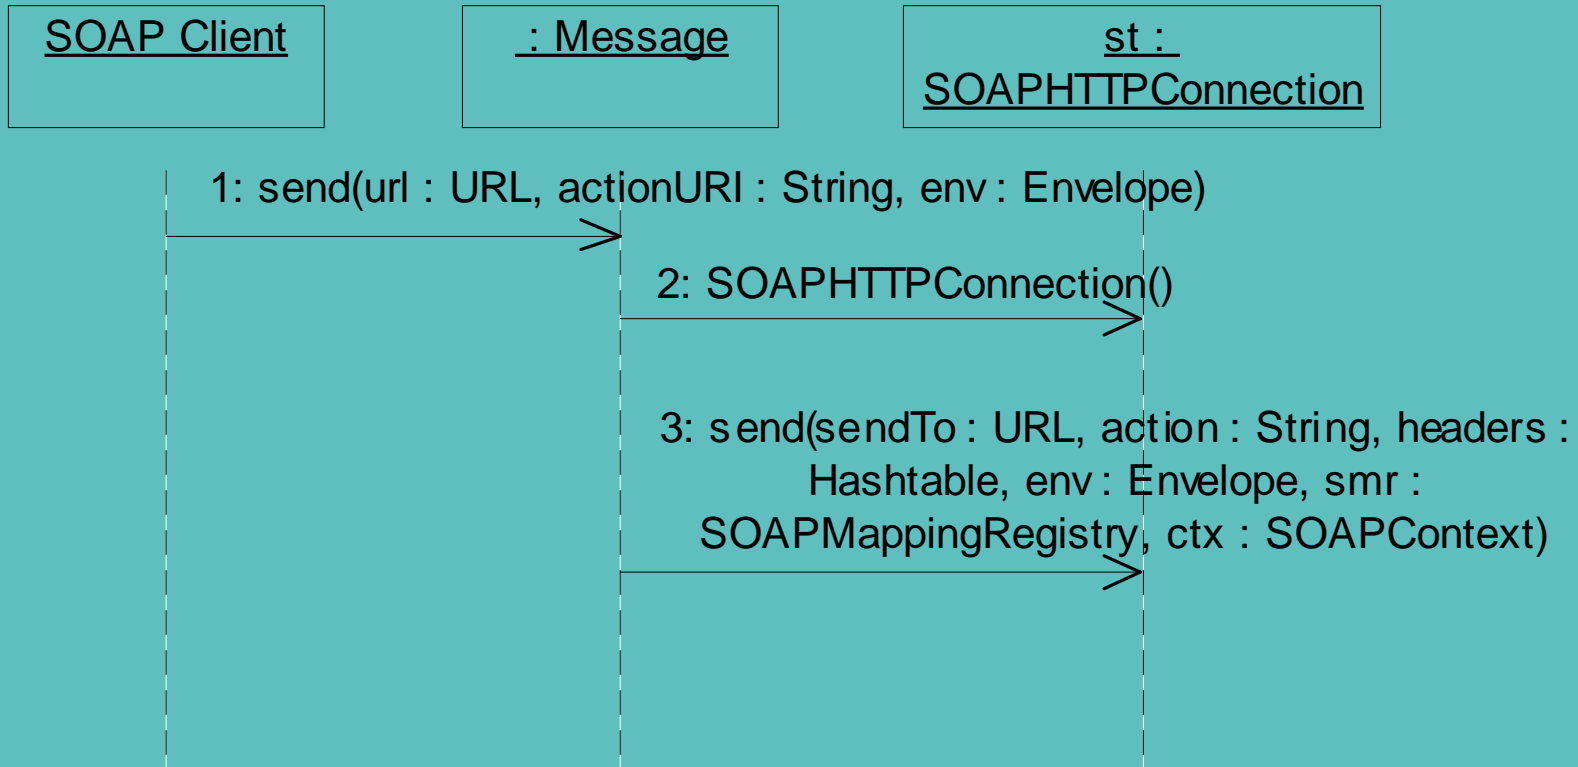 SOAP Client
: Message
st :
SOAPHTTPConnection
1: send(url : URL, actionURI : String, env : Envelope)
2: SOAPHTTPConnection()
3: send(sendTo : URL, action : String, headers :
Hashtable, env : Envelope, smr :
SOAPMappingRegistry, ctx : SOAPContext)